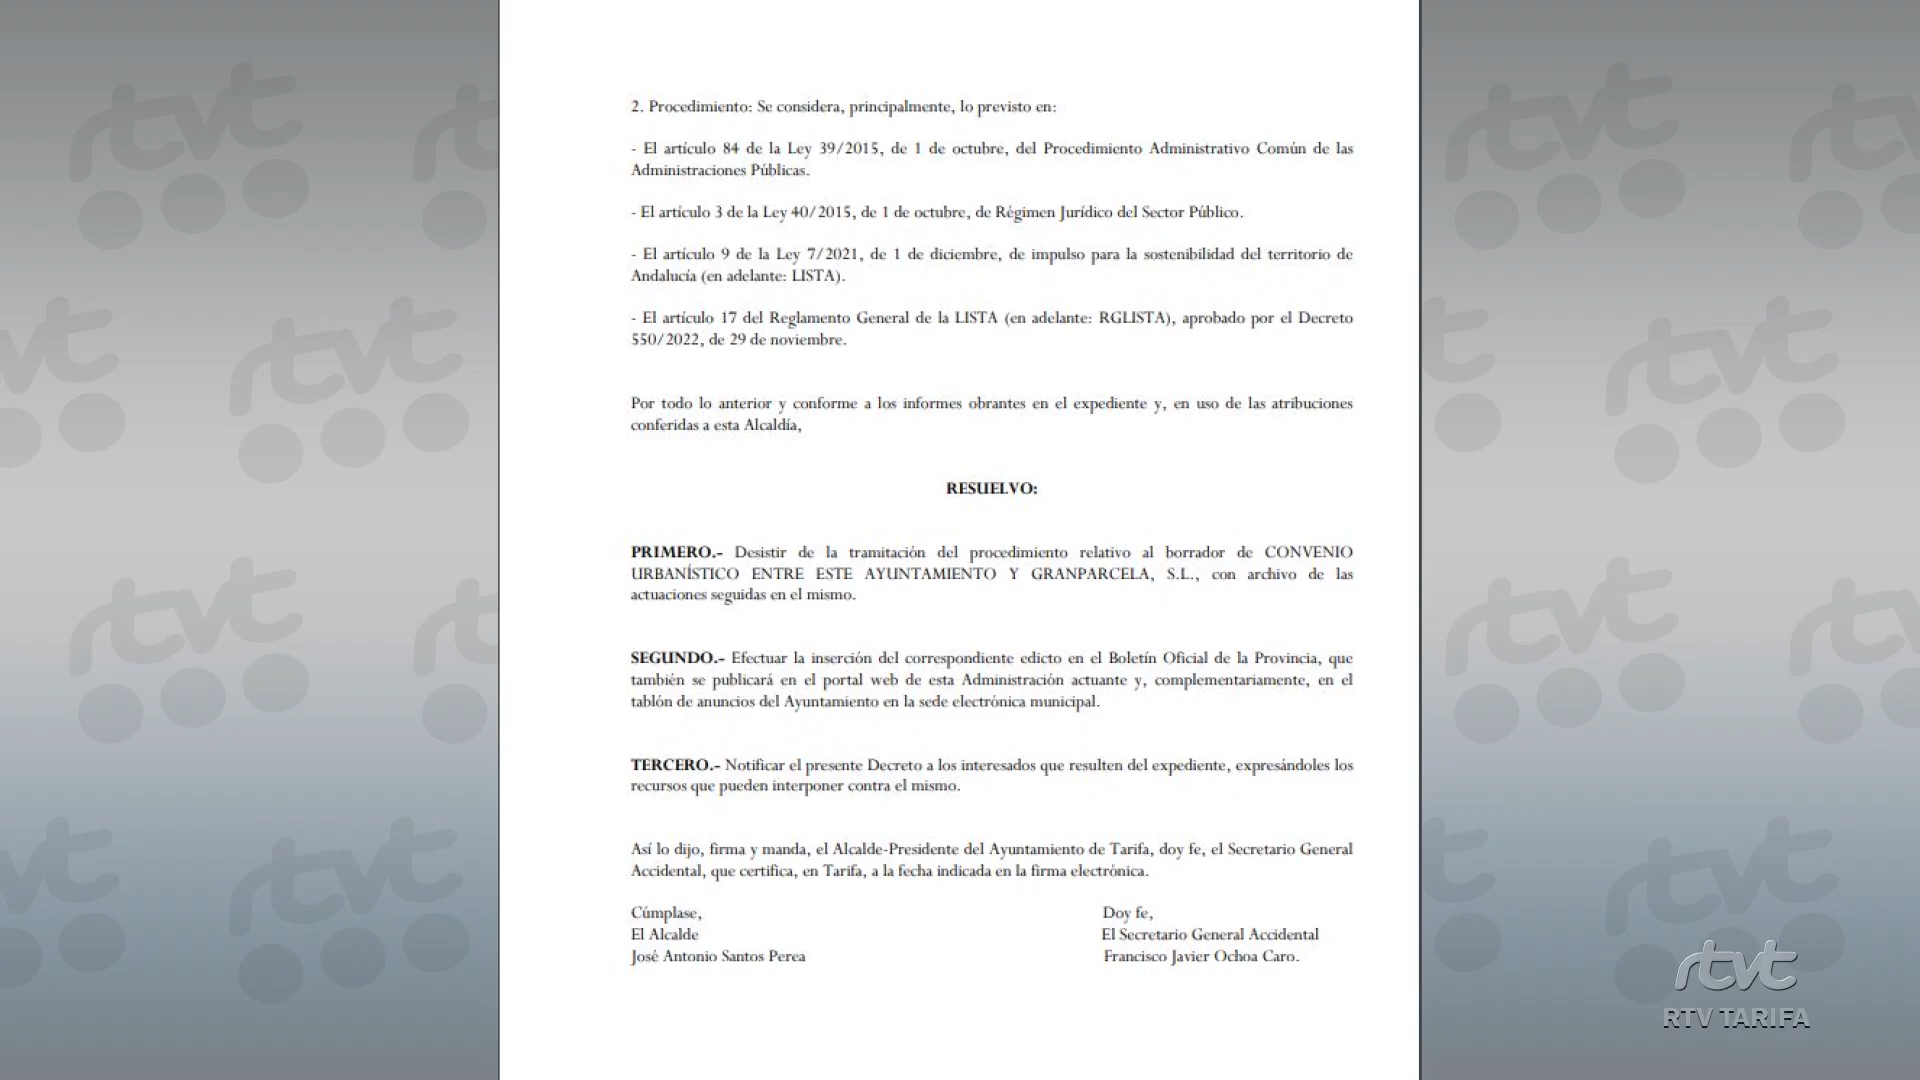 2. Procedimiento: Se considera, principalmente, lo previsto en:
- El artículo 84 de la Ley 39/2015, de 1 de octubre, del Procedimiento Administrativo Común de las
Administraciones Públicas.
- El artículo 3 de la Ley 40/2015, de 1 de octubre, de Régimen Jurídico del Sector Público.
- El artículo 9 de la Ley 7/2021, de 1 de diciembre, de impulso para la sostenibilidad del territorio de
Andalucía (en adelante: LISTA).
- El artículo 17 del Reglamento General de la LISTA (en adelante: RGLISTA), aprobado por el Decreto
550/2022, de 29 de noviembre.
Por todo lo anterior y conforme a los informes obrantes en el expediente y, en uso de las atribuciones
conferidas a esta Alcaldía,
RESUELVO:
PRIMERO.- Desistir de la tramitación del procedimiento relativo al borrador de CONVENIO
URBANÍSTICO ENTRE ESTE AYUNTAMIENTO Y GRANPARCELA, S.L., con archivo de las
actuaciones seguidas en el mismo.
SEGUNDO.- Efectuar la inserción del correspondiente edicto en el Boletín Oficial de la Provincia, que
también se publicará en el portal web de esta Administración actuante y, complementariamente, en el
tablón de anuncios del Ayuntamiento en la sede electrónica municipal.
TERCERO.- Notificar el presente Decreto a los interesados que resulten del expediente, expresándoles los
recursos que pueden interponer contra el mismo.
Así lo dijo, firma y manda, el Alcalde-Presidente del Ayuntamiento de Tarifa, doy fe, el Secretario General
Accidental, que certifica, en Tarifa, a la fecha indicada en la firma electrónica.
Cúmplase,
El Alcalde
José Antonio Santos Perea
Doy fe,
El Secretario General Accidental
Francisco Javier Ochoa Caro.
rtvt
RTV TARIFA